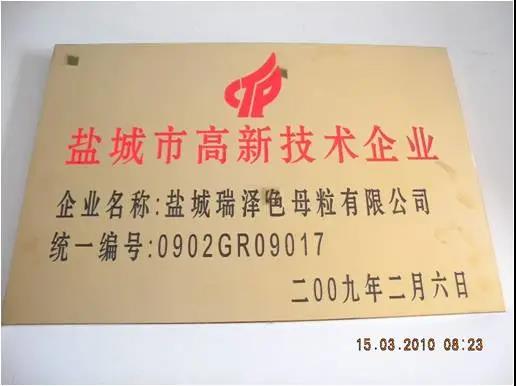 盐城市高新技术企业
企业名称:盐城瑞泽色母粒有限公司
统一编号:0902GR09017
二00九年二月六日
15.03.2010 08:23